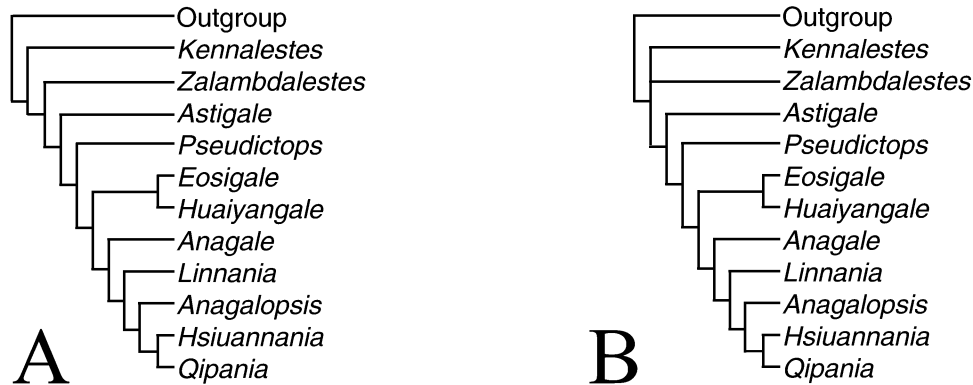 Outgroup
Kennalestes
Zalambdalestes
Astigale
Pseudictops
Eosigale
Huaiyangale
Anagale
Linnania
Anagalopsis
Hsiuannania
Qipania
A
Outgroup
Kennalestes
Zalambdalestes
Astigale
Pseudictops
Eosigale
Huaiyangale
Anagale
Linnania
Anagalopsis
Hsiuannania
Qipania
B